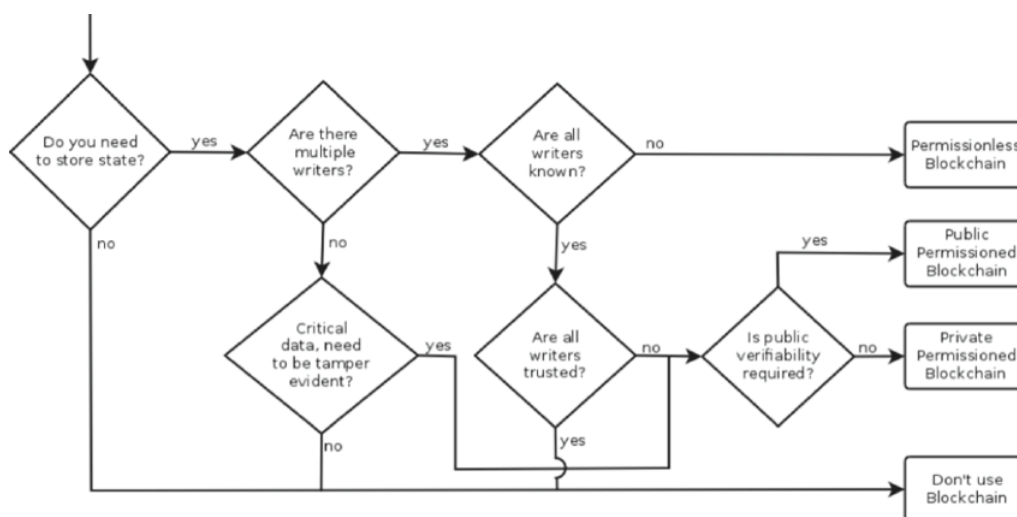 Do you need
to store state?
yes
no
Are there
multiple
writers?
yes
no
Are all
writers
known?
no
yes
Permissionless
Blockchain
Critical
data, need
to be tamper
evident?
yes
no
Are all
writers
trusted?
no
yes
Is public
verifiability
required?
yes
no
Public
Permissioned
Blockchain
Private
Permissioned
Blockchain
Don't use
Blockchain